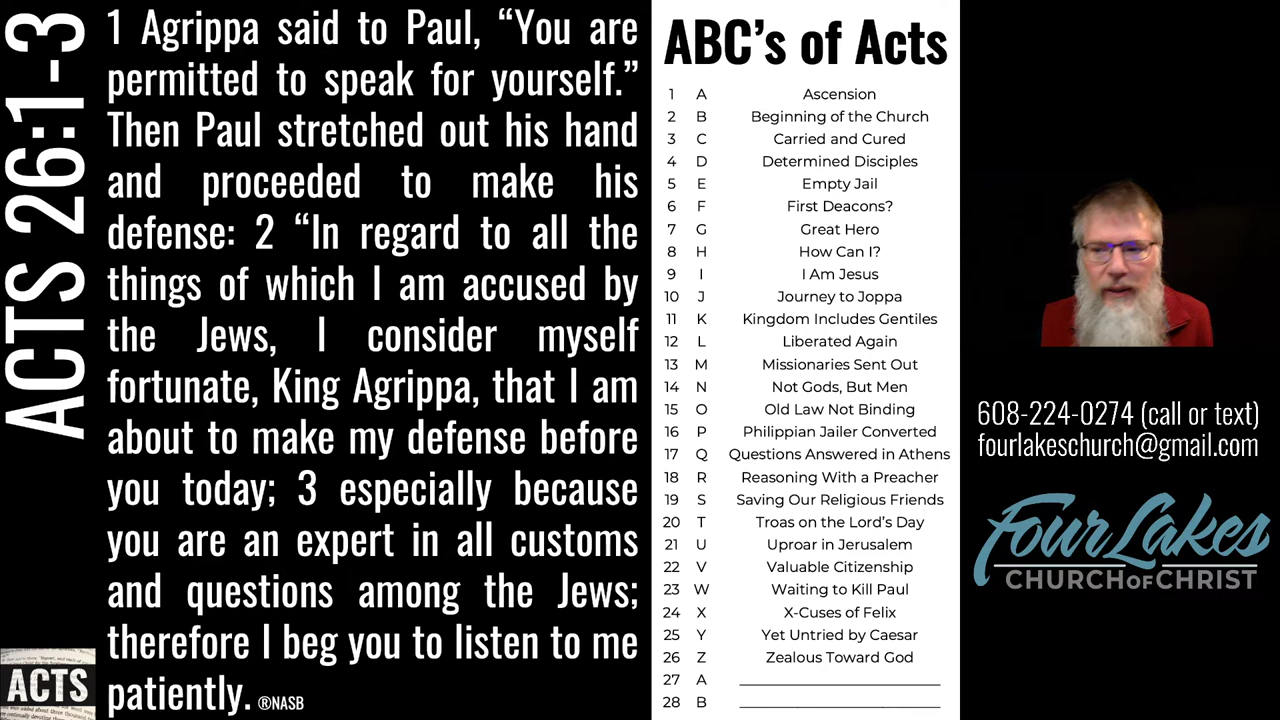 ACTS 26:1-3
1 Agrippa said to Paul, “You are
permitted to speak for yourself.”
Then Paul stretched out his hand
and proceeded to make his
defense: 2 “In regard to all the
things of which I am accused by
the Jews, I consider myself
fortunate, King Agrippa, that I am
about to make my defense before
you today; 3 especially because
you are an expert in all customs
and questions among the Jews;
therefore I beg you to listen to me
patiently. ®NASB
ACTS
ABC’s of Acts
1 A Ascension
2 B Beginning of the Church
3 C Carried and Cured
4 D Determined Disciples
5 E Empty Jail
6 F First Deacons?
7 G Great Hero
8 H How Can I?
9 I I Am Jesus
10 J Journey to Joppa
11 K Kingdom Includes Gentiles
12 L Liberated Again
13 M Missionaries Sent Out
14 N Not Gods, But Men
15 O Old Law Not Binding
16 P Philippian Jailer Converted
17 Q Questions Answered in Athens
18 R Reasoning With a Preacher
19 S Saving Our Religious Friends
20 T Troas on the Lord’s Day
21 U Uproar in Jerusalem
22 V Valuable Citizenship
23 W Waiting to Kill Paul
24 X X-Cuses of Felix
25 Y Yet Untried by Caesar
26 Z Zealous Toward God
27 A
28 B
608-224-0274 (call or text)
fourlakeschurch@gmail.com
Four Lakes
CHURCH OF CHRIST